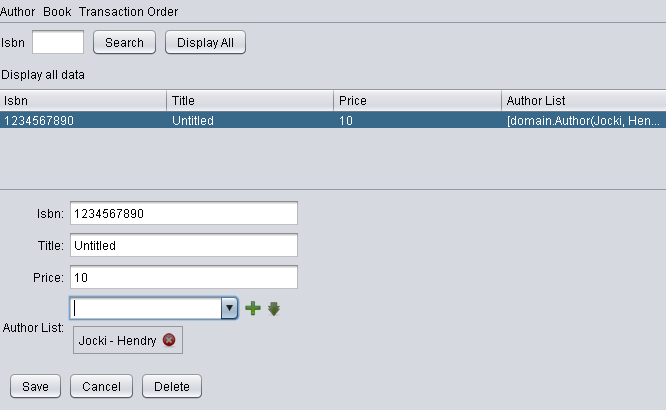 Author Book Transaction Order
Isbn Search Display All
Display all data
Isbn Title Price Author List
1234567890 Untitled 10 [domain.Author(Jocki, Hen...
Isbn: 1234567890
Title: Untitled
Price: 10
Author List:
Jocki - Hendry
Save Cancel Delete